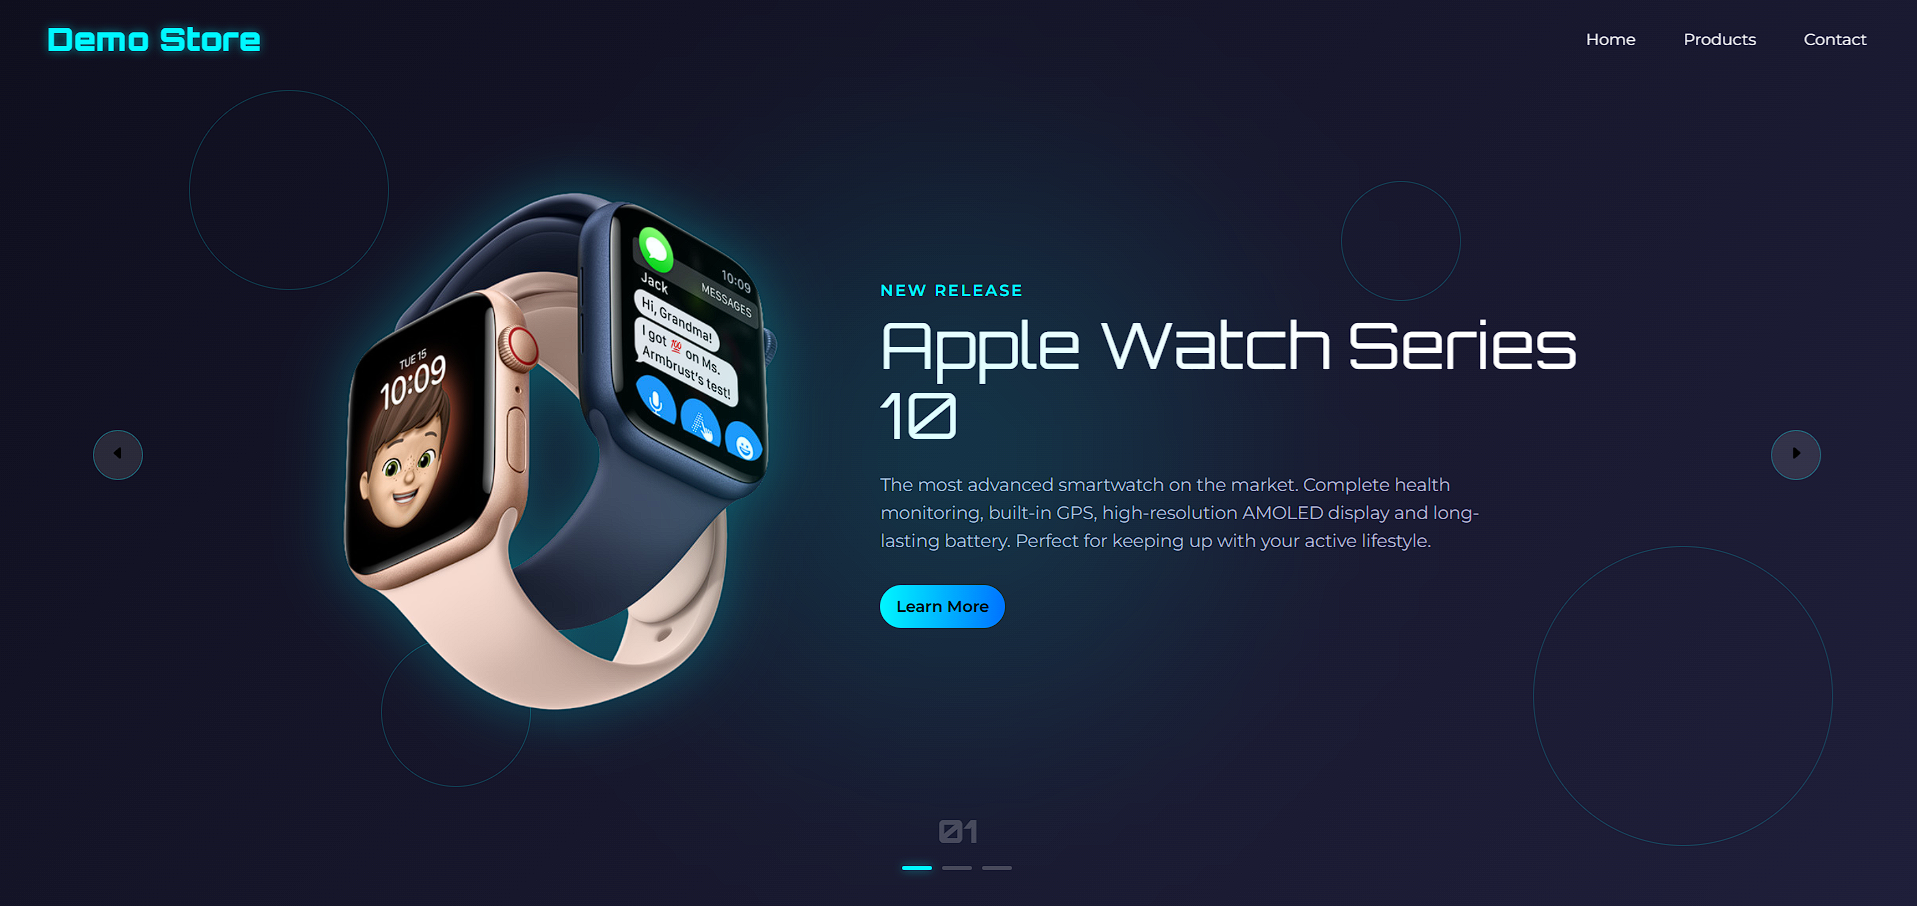 Demo Store
Home
Products
Contact
TUE 15
10:09
10:09
Jack
MESSAGES
Hi, Grandma!
I got 💯 on Ms.
Armbrust's test!
NEW RELEASE
Apple Watch Series
10
The most advanced smartwatch on the market. Complete health
monitoring, built-in GPS, high-resolution AMOLED display and long-
lasting battery. Perfect for keeping up with your active lifestyle.
Learn More
01